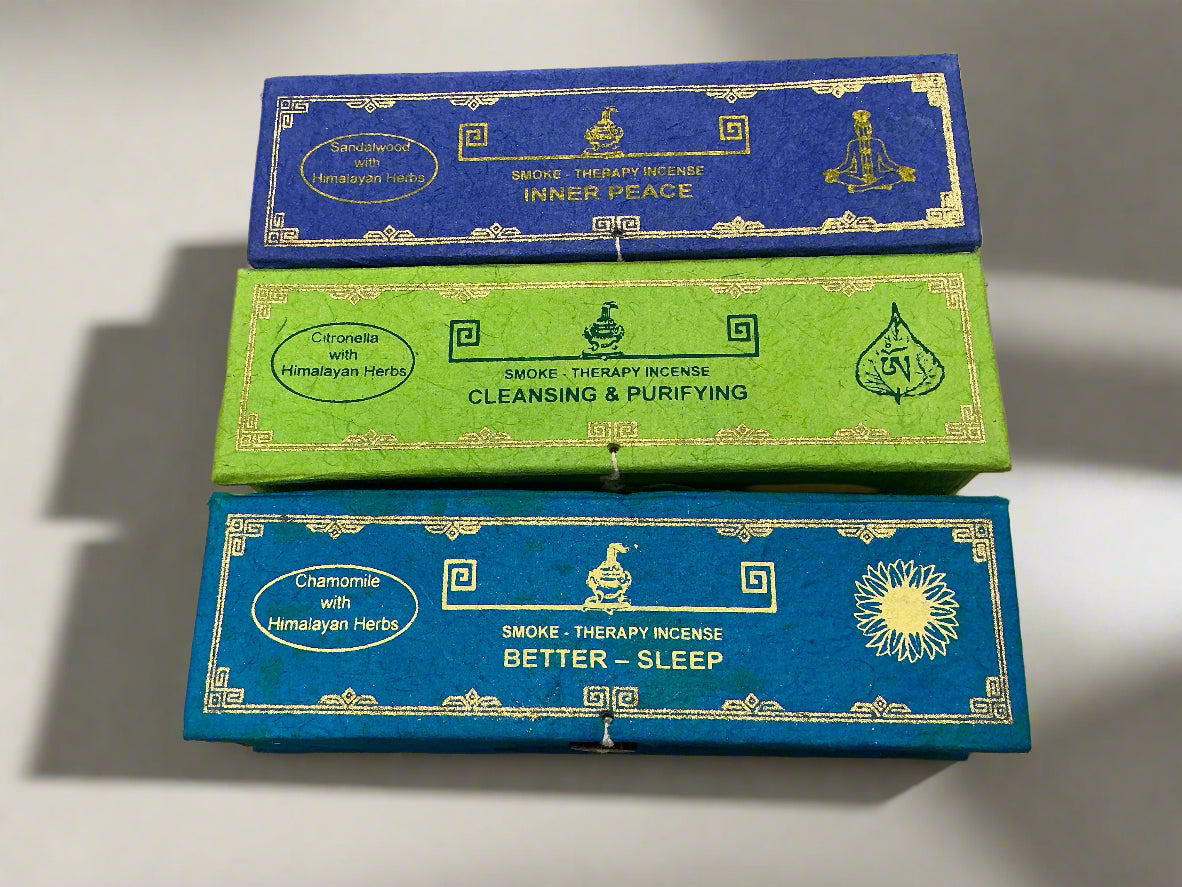 Sandalwood
with
Himalayan Herbs
SMOKE - THERAPY INCENSE
INNER PEACE
Citronella
with
Himalayan Herbs
SMOKE - THERAPY INCENSE
CLEANSING & PURIFYING
Chamomile
with
Himalayan Herbs
SMOKE - THERAPY INCENSE
BETTER – SLEEP